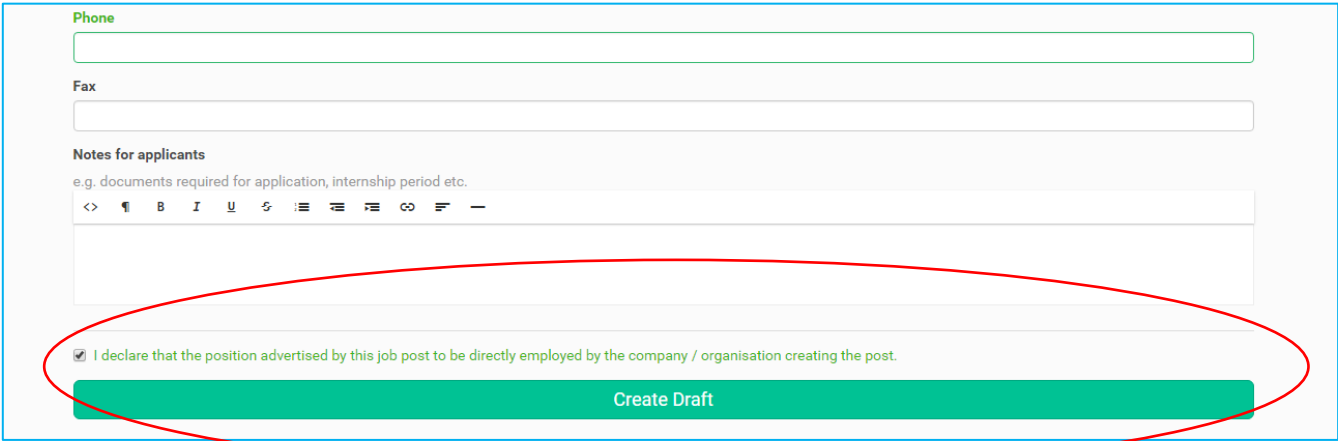 Phone
Fax
Notes for applicants
e.g. documents required for application, internship period etc.
<> ¶ B I U S
I declare that the position advertised by this job post to be directly employed by the company / organisation creating the post.
Create Draft